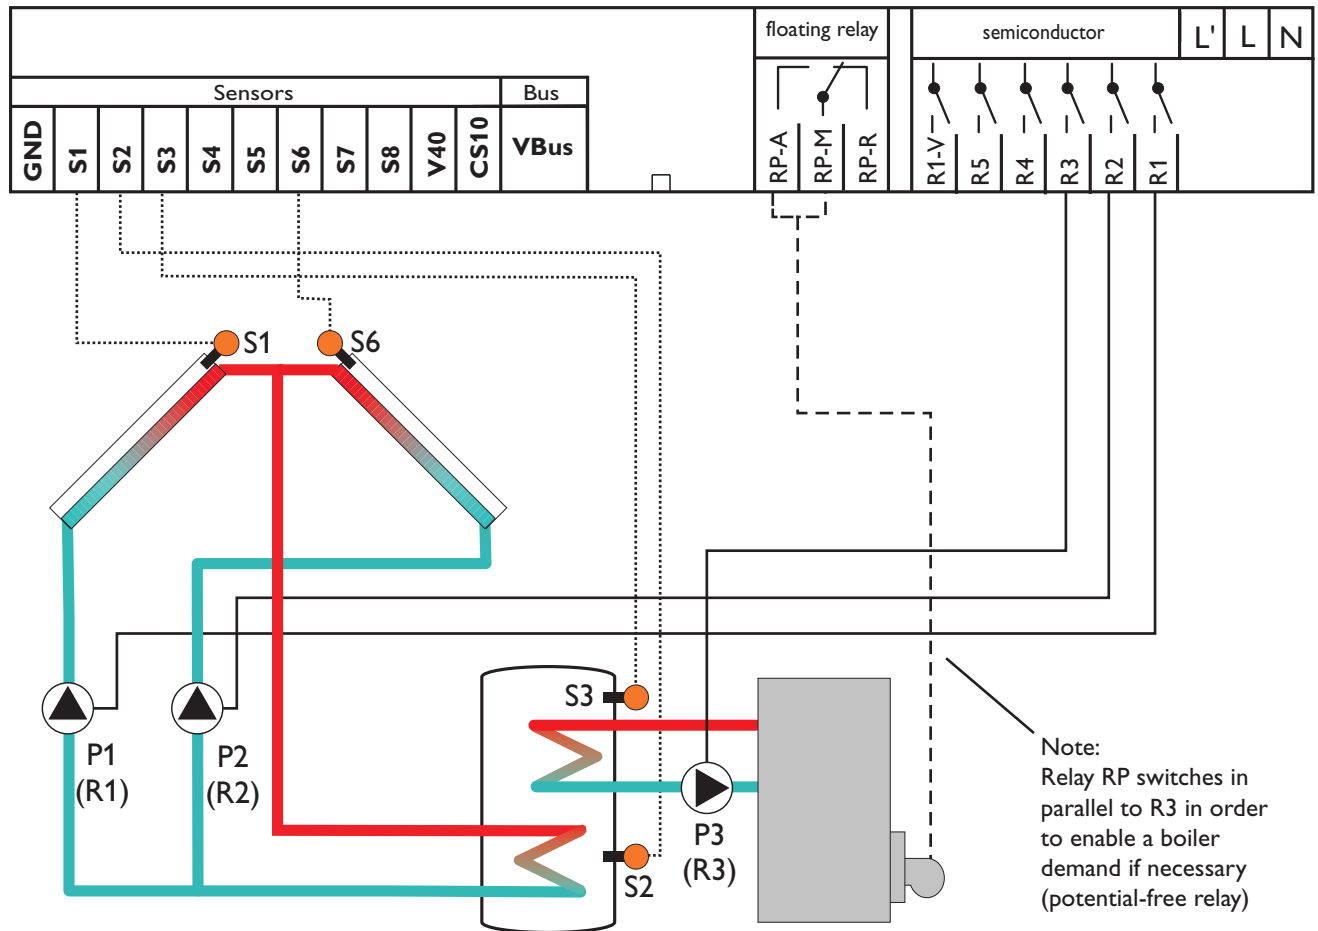 floating relay
semiconductor
L'
L
N
Sensors
Bus
GND
S1
S2
S3
S4
S5
S6
S7
S8
V40
CS10
VBus
RP-A
RP-M
RP-R
R1-V
R5
R4
R3
R2
R1
S1
S6
S3
P1
(R1)
P2
(R2)
P3
(R3)
S2
Note:
Relay RP switches in
parallel to R3 in order
to enable a boiler
demand if necessary
(potential-free relay)